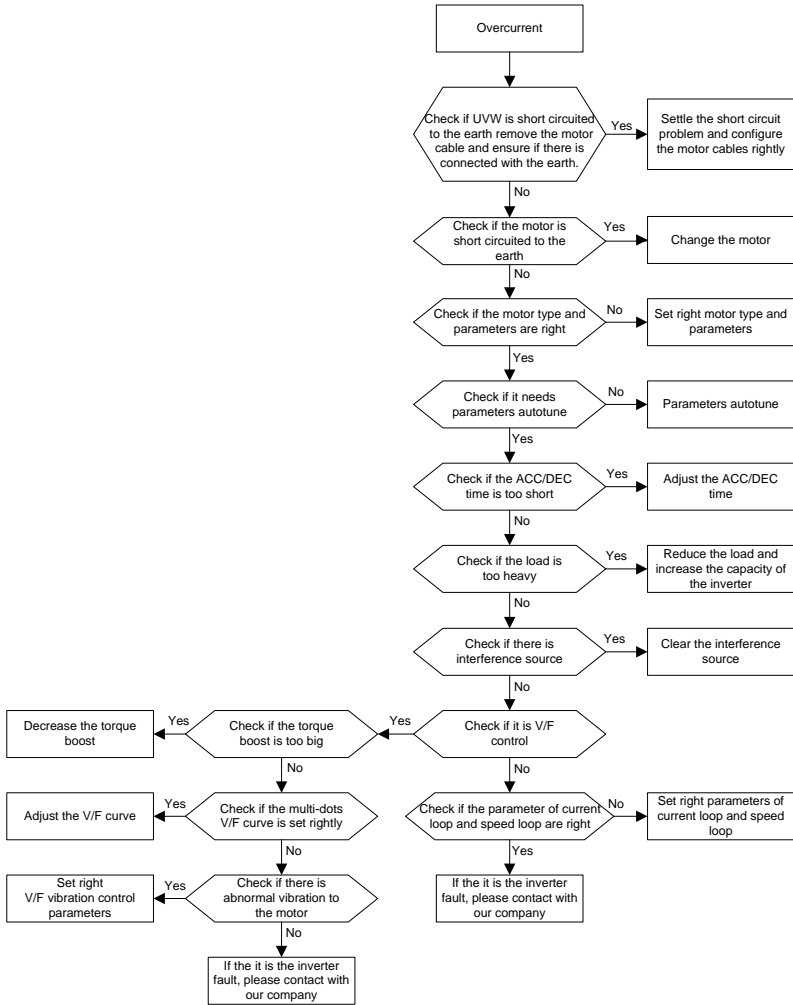 Overcurrent
Check if UVW is short circuited
to the earth remove the motor
cable and ensure if there is
connected with the earth.
Yes
Settle the short circuit
problem and configure
the motor cables rightly
No
Check if the motor is
short circuited to the
earth
Yes
Change the motor
No
Check if the motor type and
parameters are right
No
Set right motor type and
parameters
Yes
Check if it needs
parameters autotune
No
Parameters autotune
Yes
Check if the ACC/DEC
time is too short
Yes
Adjust the ACC/DEC
time
No
Check if the load is
too heavy
Yes
Reduce the load and
increase the capacity of
the inverter
No
Check if there is
interference source
Yes
Clear the interference
source
No
Check if it is V/F
control
Yes
Check if the torque
boost is too big
Yes
Decrease the torque
boost
No
Check if the multi-dots
V/F curve is set rightly
Yes
Adjust the V/F curve
No
Check if there is
abnormal vibration to
the motor
Yes
Set right
V/F vibration control
parameters
No
If the it is the inverter
fault, please contact with
our company
No
Check if the parameter of current
loop and speed loop are right
No
Set right parameters of
current loop and speed
loop
Yes
If the it is the inverter
fault, please contact with
our company